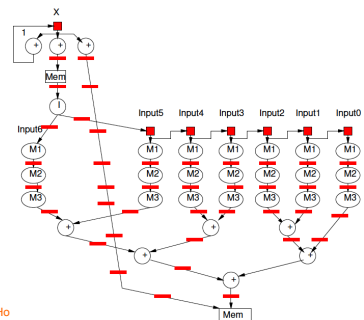 X
1
+ + +
Mem
I
Input5 Input4 Input3 Input2 Input1 Input0
Input6
M1 M1 M1 M1 M1 M1 M1
M2 M2 M2 M2 M2 M2 M2
M3 M3 M3 M3 M3 M3 M3
+ + +
+ +
+
Mem
Ho